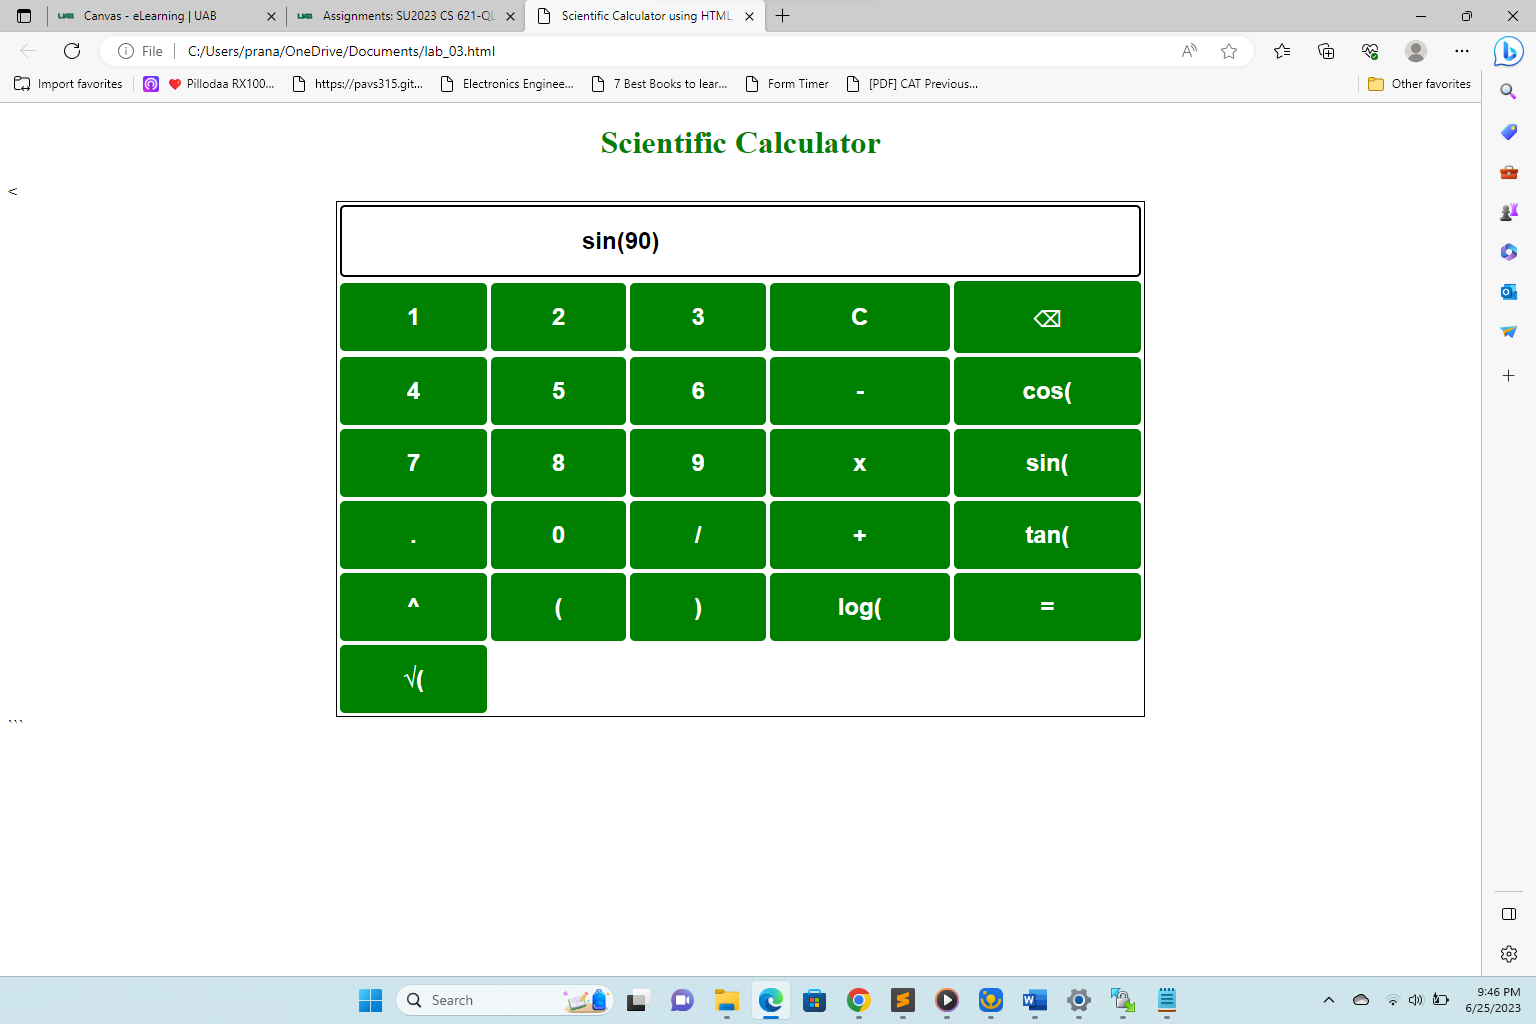 Canvas - eLearning | UAB
Assignments: SU2023 CS 621-QL
Scientific Calculator using HTML,
File
C:/Users/prana/OneDrive/Documents/lab_03.html
Import favorites
Pillodaa RX100...
https://pavs315.git...
Electronics Enginee...
7 Best Books to lear...
Form Timer
[PDF] CAT Previous...
Other favorites
Scientific Calculator
<
sin(90)
1 2 3 C ⌫
4 5 6 - cos(
7 8 9 x sin(
. 0 / + tan(
^ ( ) log( =
√(
```
Search
9:46 PM
6/25/2023